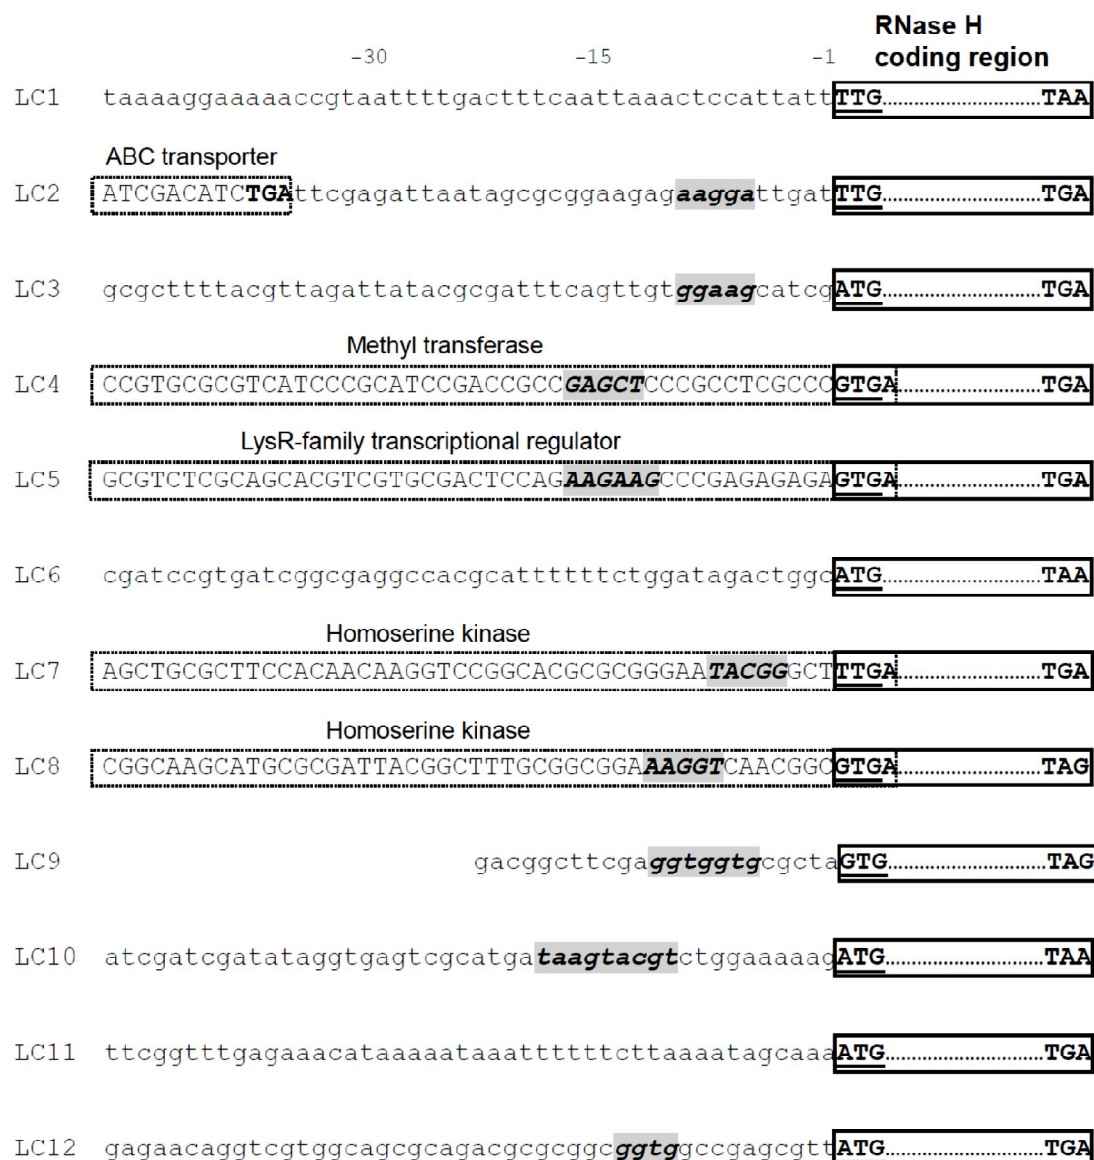 RNase H
-30 -15 -1 coding region
LC1 taaaaggaaaaaccgtaattttgactttcaattaaactccattattTTG..............................TAA
ABC transporter
LC2 ATCGACATCTGAttcgagattaatagcgcggaagagaaggattgatTTG..............................TGA
LC3 gcgcttttacgttagattatacgcgatttcagttgtggaagcatcgATG..............................TGA
Methyl transferase
LC4 CCGTGCGCGTCATCCCGCATCCGACCGCCGAGCTCCCGCCTCGCCCGTGA..............................TGA
LysR-family transcriptional regulator
LC5 GCGTCTCGCAGCACGTCGTGCGACTCCAGAAGAAGCCCGAGAGAGAGTGA..............................TGA
LC6 cgatccgtgatcggcgaggccacgcattttttctggatagactggcATG..............................TAA
Homoserine kinase
LC7 AGCTGCGCTTCCACAACAAGGTCCGGCACGCGCGGGAATACGGGCTTTGA..............................TGA
Homoserine kinase
LC8 CGGCAAGCATGCGCGATTACGGCTTTGCGGCGGAAAGGTCAACGGCGTGA..............................TAG
LC9 gacggcttcgaggtggtgcgctaGTG..............................TAG
LC10 atcgatcgatataggtgagtcgcatgataagtacgtctggaaaaagATG..............................TAA
LC11 ttcggtttgagaaacataaaaataaattttttcttaaaatagcaaaATG..............................TGA
LC12 gagaacaggtcgtggcagcgcagacgcgcggcggtggccgagcgttATG..............................TGA